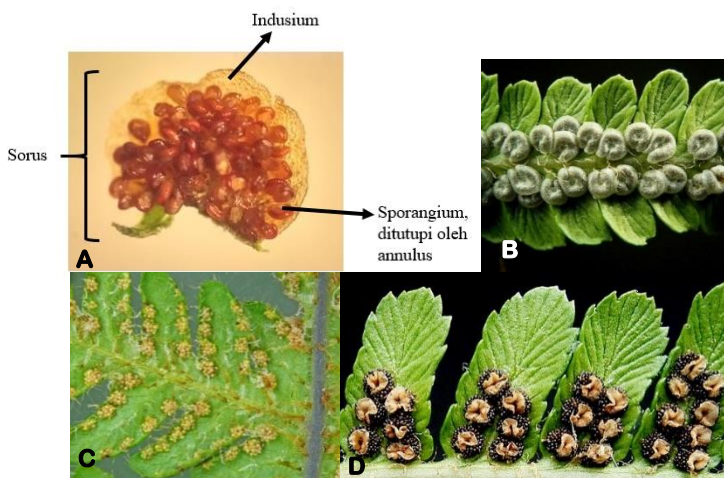 Indusium
Sorus
Sporangium,
ditutupi oleh
annulus
A
B
C
D